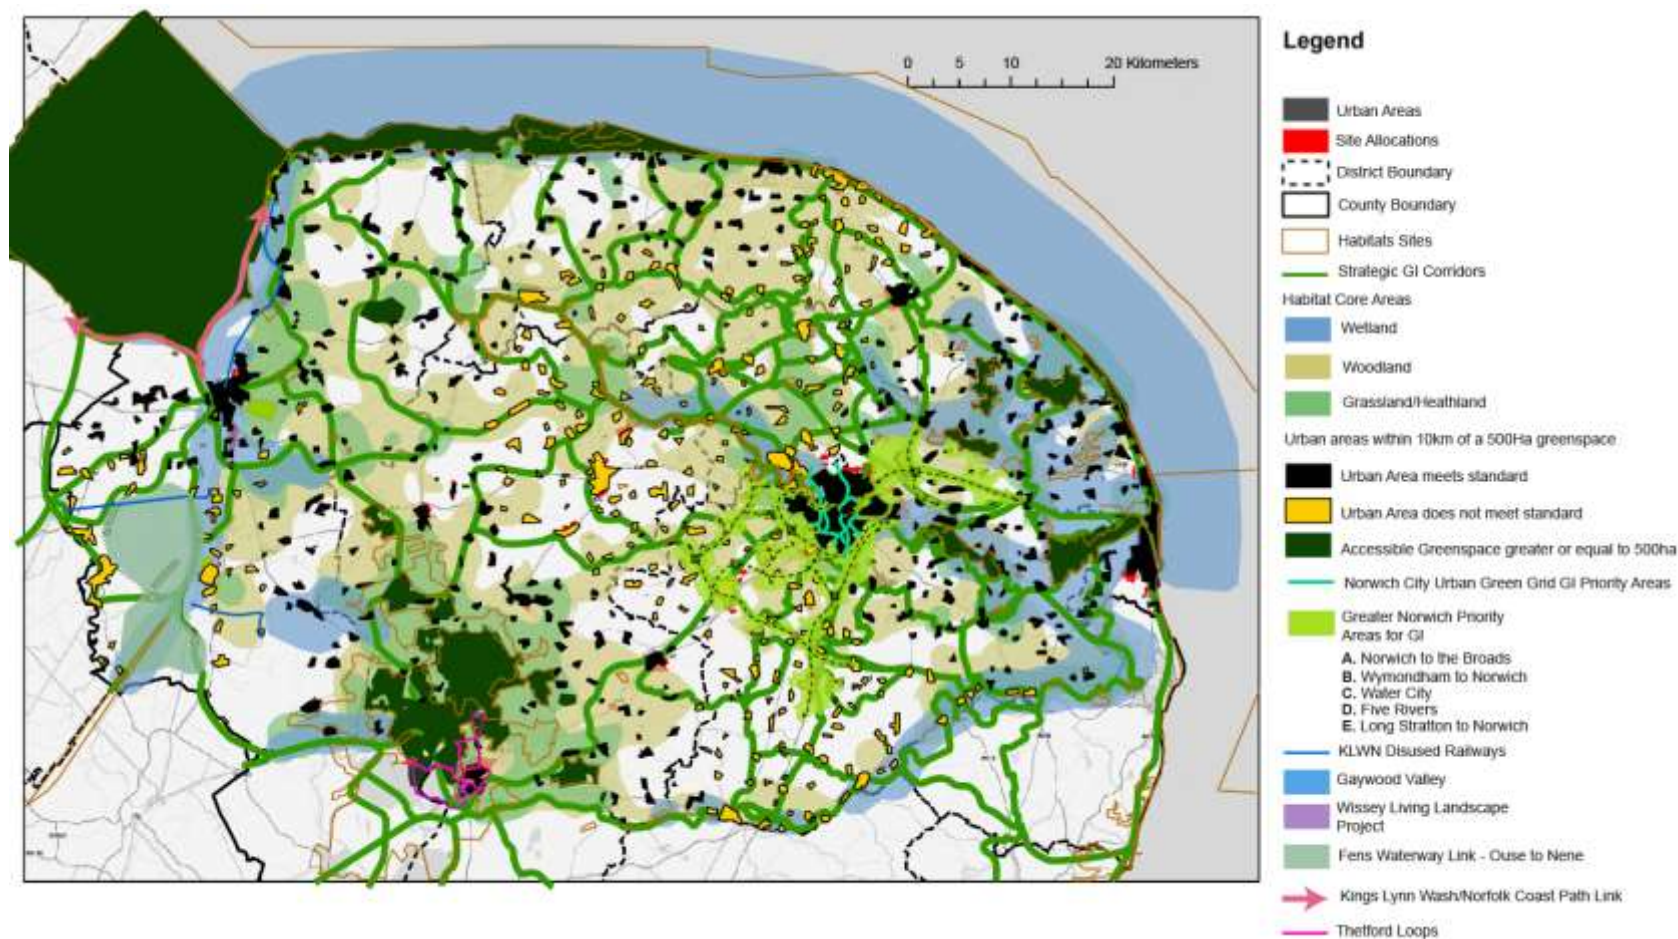 Legend
0 5 10 20 Kilometers
Urban Areas
Site Allocations
District Boundary
County Boundary
Habitats Sites
Strategic GI Corridors
Habitat Core Areas
Wetland
Woodland
Grassland/Heathland
Urban areas within 10km of a 500Ha greenspace
Urban Area meets standard
Urban Area does not meet standard
Accessible Greenspace greater or equal to 500ha
Norwich City Urban Green Grid GI Priority Areas
Greater Norwich Priority
Areas for GI
A. Norwich to the Broads
B. Wymondham to Norwich
C. Water City
D. Five Rivers
E. Long Stratton to Norwich
KLWN Disused Railways
Gaywood Valley
Wissey Living Landscape
Project
Fens Waterway Link - Ouse to Nene
Kings Lynn Wash/Norfolk Coast Path Link
Thetford Loops